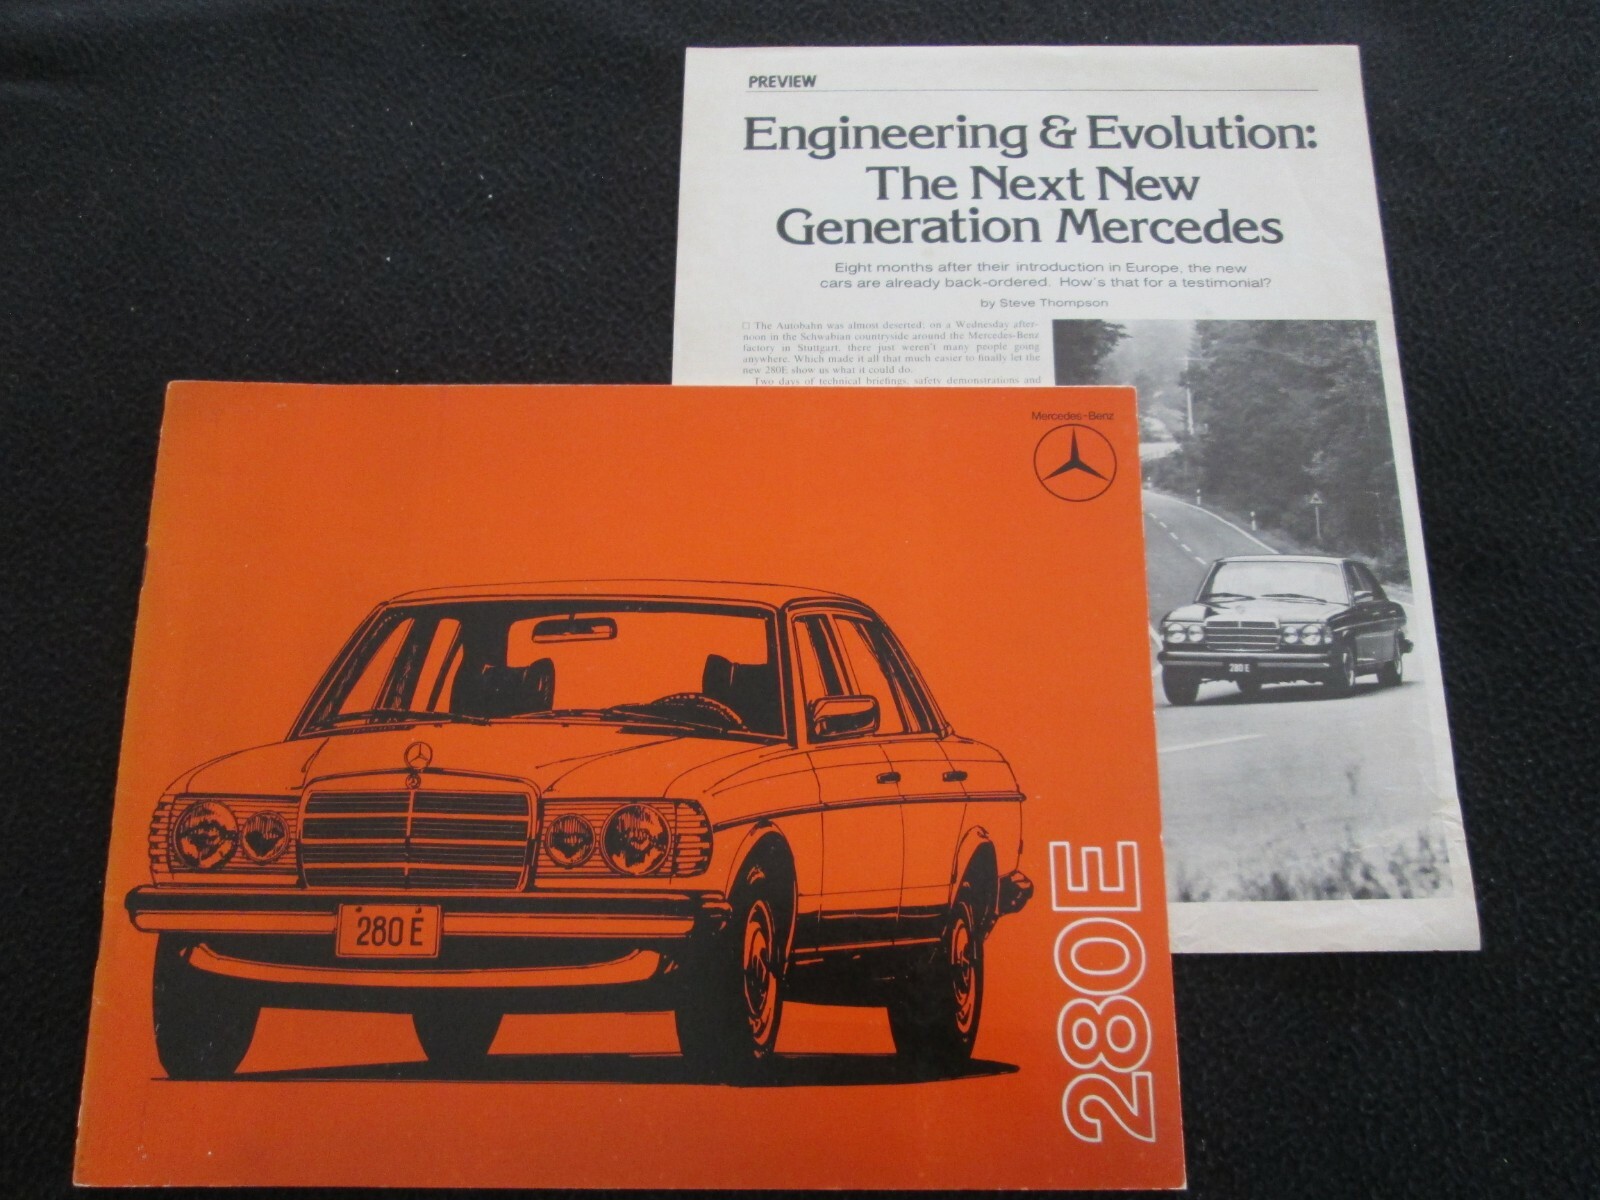 PREVIEW
Engineering & Evolution:
The Next New
Generation Mercedes
Eight months after their introduction in Europe, the new
cars are already back-ordered. How's that for a testimonial?
by Steve Thompson
The Autobahn was almost deserted; on a Wednesday after-
noon in the Schwabian countryside around the Mercedes-Benz
factory in Stuttgart, there just weren't many people going
anywhere. Which made it all that much easier to finally let the
new 280E show us what it could do.
Two days of technical briefings, safety demonstrations and
280 E
Mercedes-Benz
280 E
280E